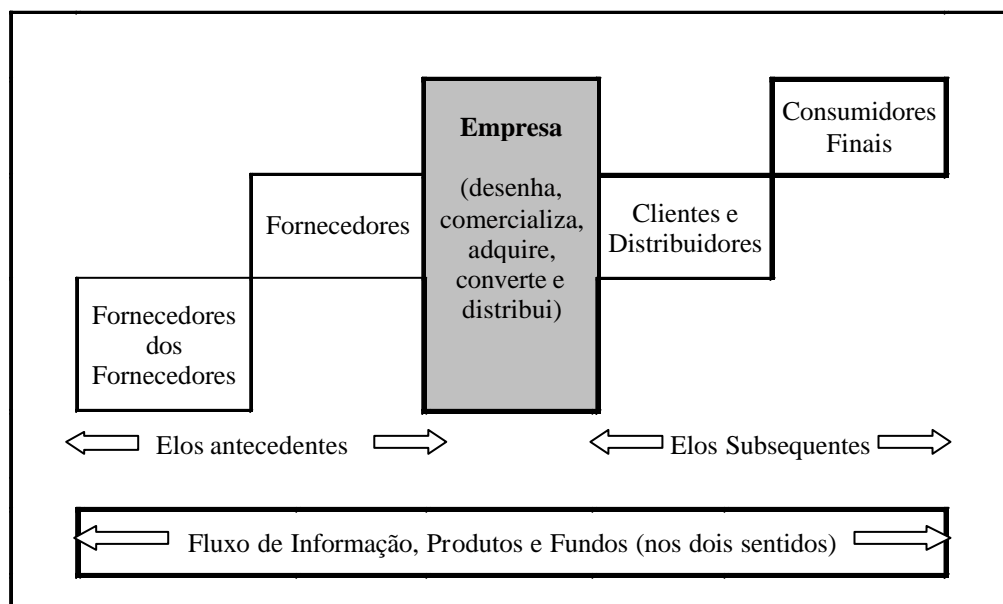 Fornecedores
dos
Fornecedores
Fornecedores
Empresa
(desenha,
comercializa,
adquire,
converte e
distribui)
Clientes e
Distribuidores
Consumidores
Finais
Elos antecedentes
Elos Subsequentes
Fluxo de Informação, Produtos e Fundos (nos dois sentidos)